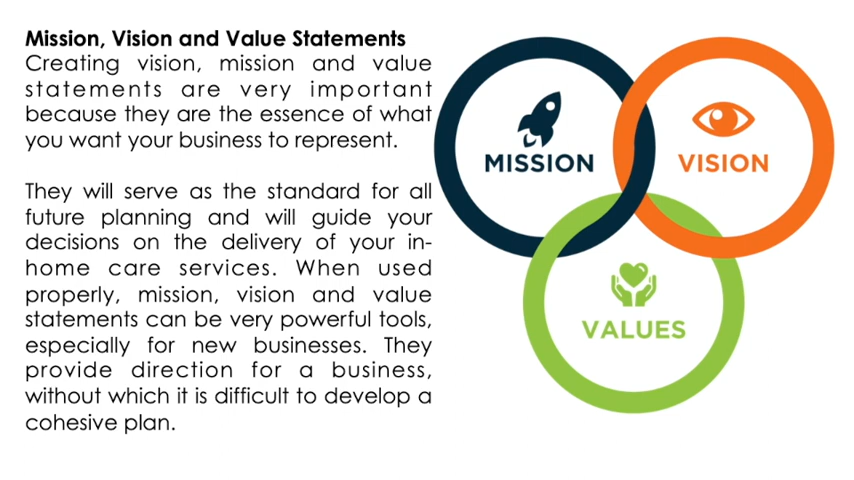 Mission, Vision and Value Statements
Creating vision, mission and value
statements are very important
because they are the essence of what
you want your business to represent.
They will serve as the standard for all
future planning and will guide your
decisions on the delivery of your in-
home care services. When used
properly, mission, vision and value
statements can be very powerful tools,
especially for new businesses. They
provide direction for a business,
without which it is difficult to develop a
cohesive plan.
MISSION
VISION
VALUES